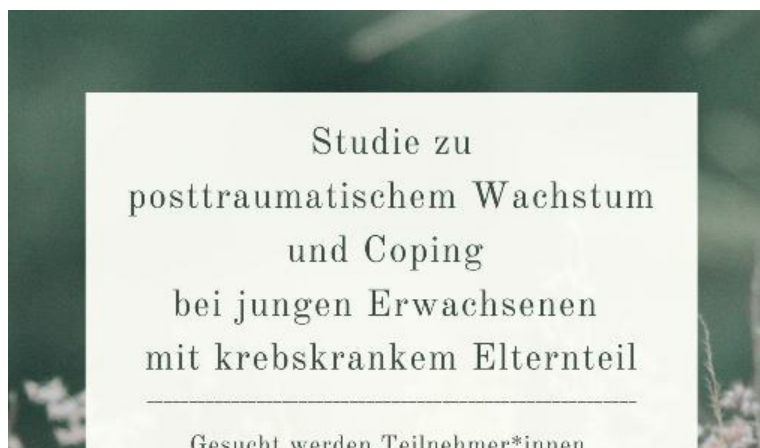 Studie zu
posttraumatischem Wachstum
und Coping
bei jungen Erwachsenen
mit krebskrankem Elternteil
Gesucht werden Teilnehmer*innen